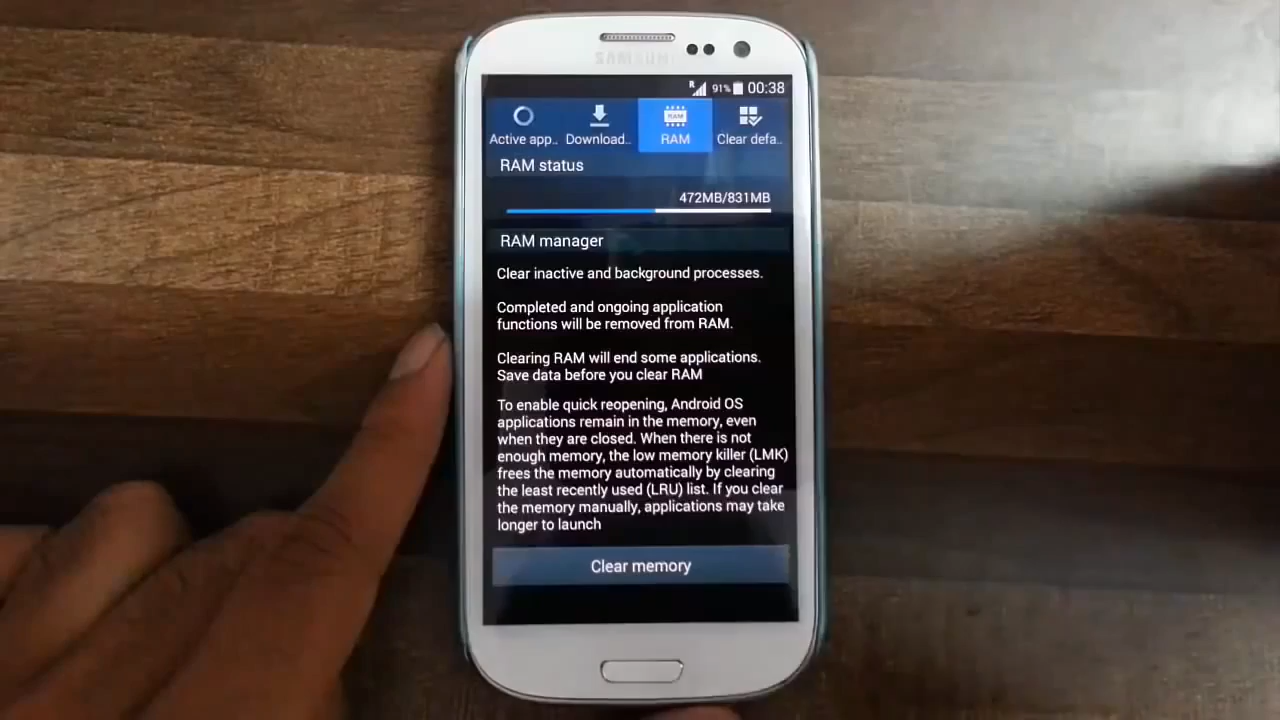 SAMSUNG
R 91% 00:38
Active app.. Download.. RAM Clear defa..
RAM
RAM status
472MB/831MB
RAM manager
Clear inactive and background processes.
Completed and ongoing application
functions will be removed from RAM.
Clearing RAM will end some applications.
Save data before you clear RAM
To enable quick reopening, Android OS
applications remain in the memory, even
when they are closed. When there is not
enough memory, the low memory killer (LMK)
frees the memory automatically by clearing
the least recently used (LRU) list. If you clear
the memory manually, applications may take
longer to launch
Clear memory